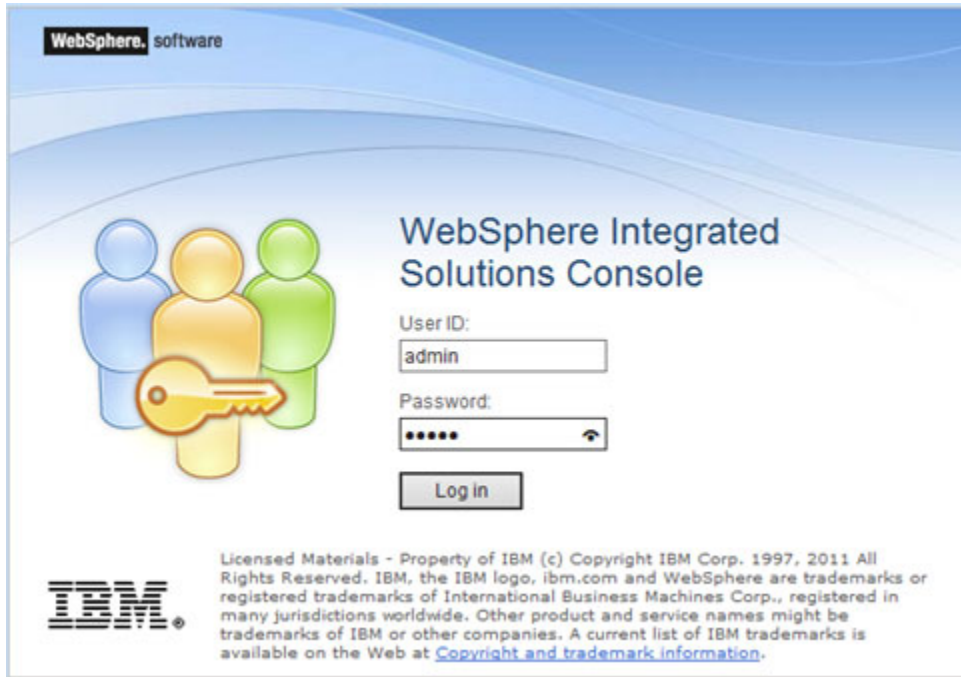 WebSphere. software
WebSphere Integrated
Solutions Console
User ID:
admin
Password:
•••••
Log in
Licensed Materials - Property of IBM (c) Copyright IBM Corp. 1997, 2011 All
Rights Reserved. IBM, the IBM logo, ibm.com and WebSphere are trademarks or
registered trademarks of International Business Machines Corp., registered in
many jurisdictions worldwide. Other product and service names might be
trademarks of IBM or other companies. A current list of IBM trademarks is
available on the Web at Copyright and trademark information.
IBM.